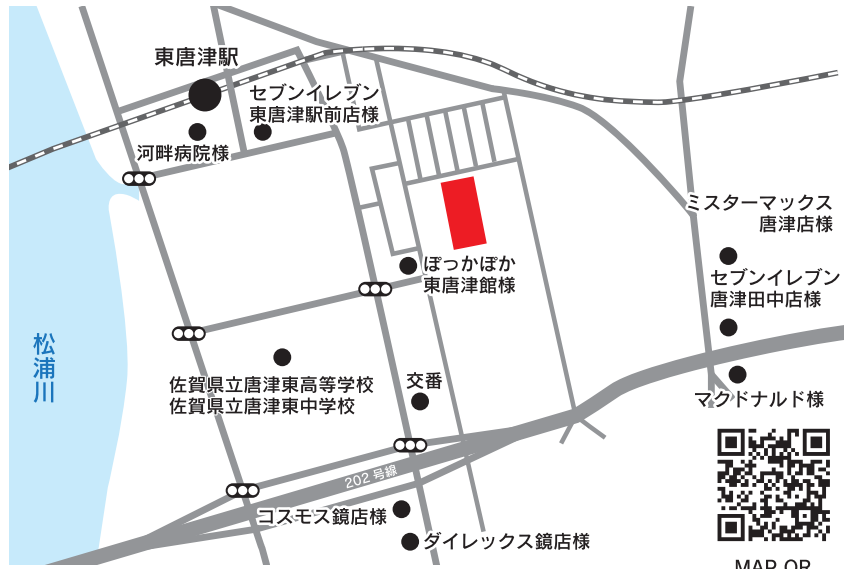 東唐津駅
セブンイレブン
東唐津駅前店様
河畔病院様
ミスターマックス
唐津店様
ぽっかぽか
東唐津館様
セブンイレブン
唐津田中店様
松浦川
佐賀県立唐津東高等学校
佐賀県立唐津東中学校
交番
マクドナルド様
202号線
コスモス鏡店様
ダイレックス鏡店様
MAP QR